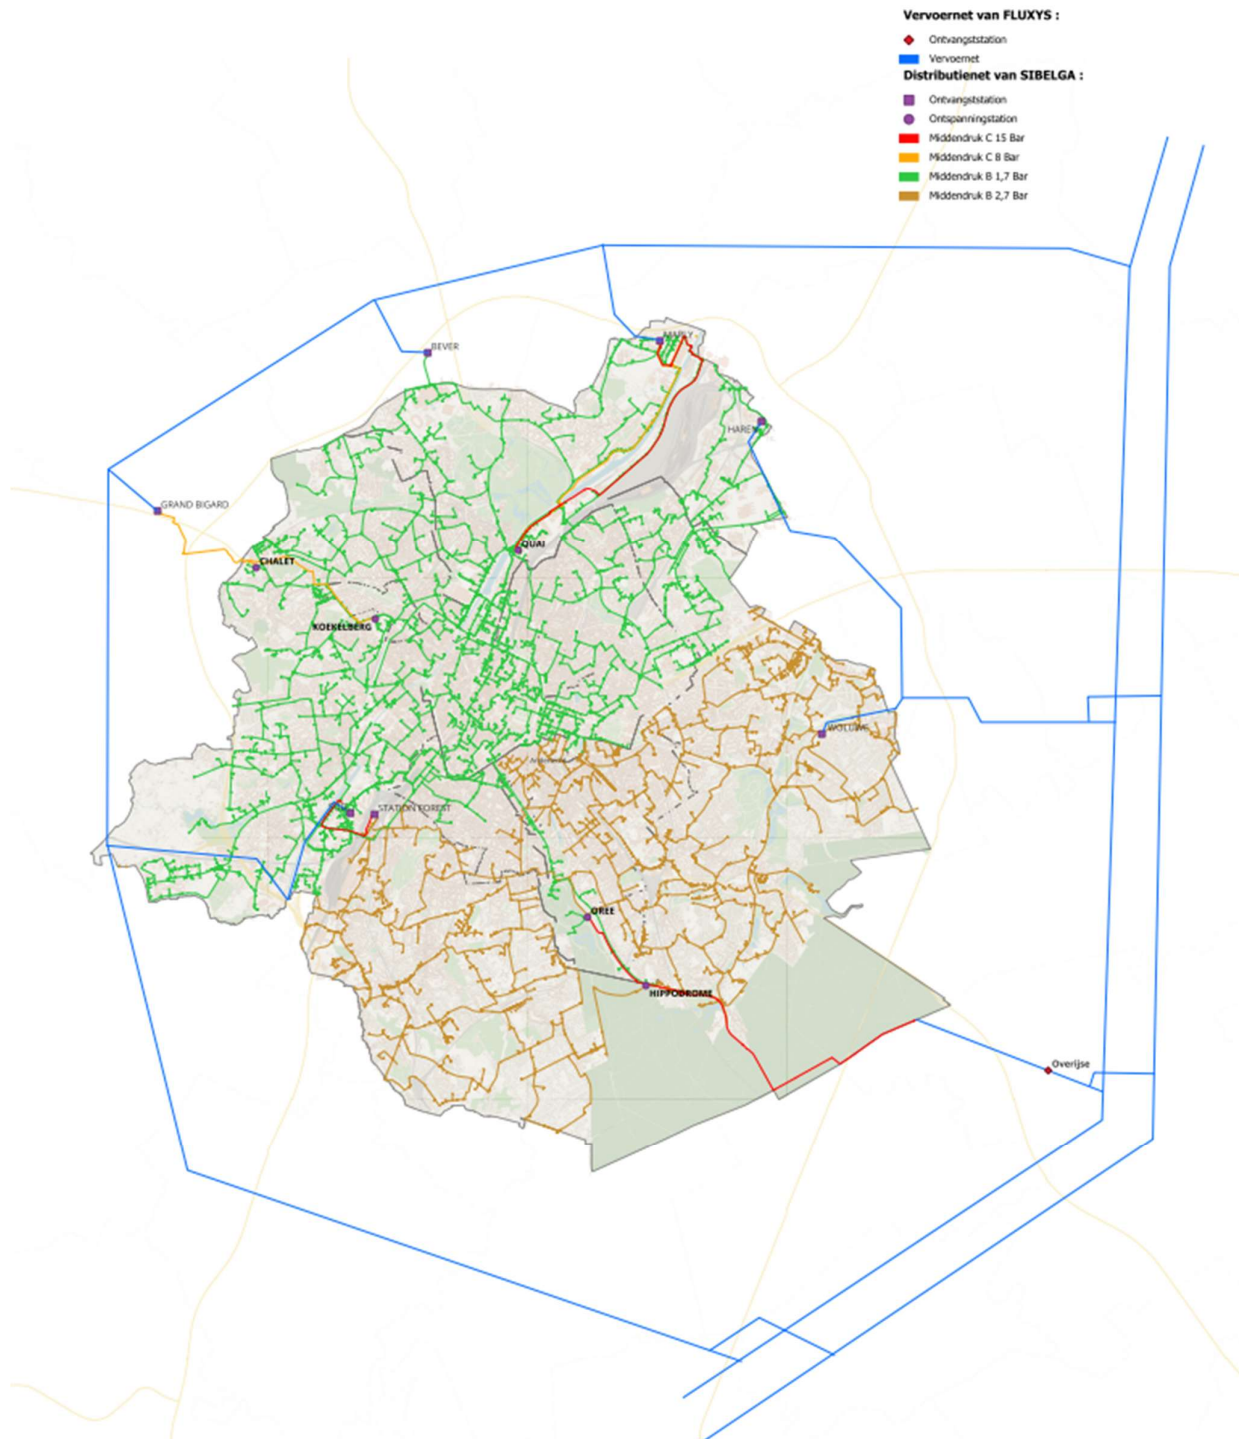 Vervoernet van FLUXYS :
Ontvangststation
Vervoernet
Distributienet van SIBELGA :
Ontvangststation
Ontspanningstation
Middendruk C 15 Bar
Middendruk C 8 Bar
Middendruk B 1,7 Bar
Middendruk B 2,7 Bar
MARLY
BEVER
HAREN
GRAND BIGARD
QUAI
CHALET
KOEKELBERG
WOLUWE
STATION FOREST
OREE
HIPPODROME
Overijse